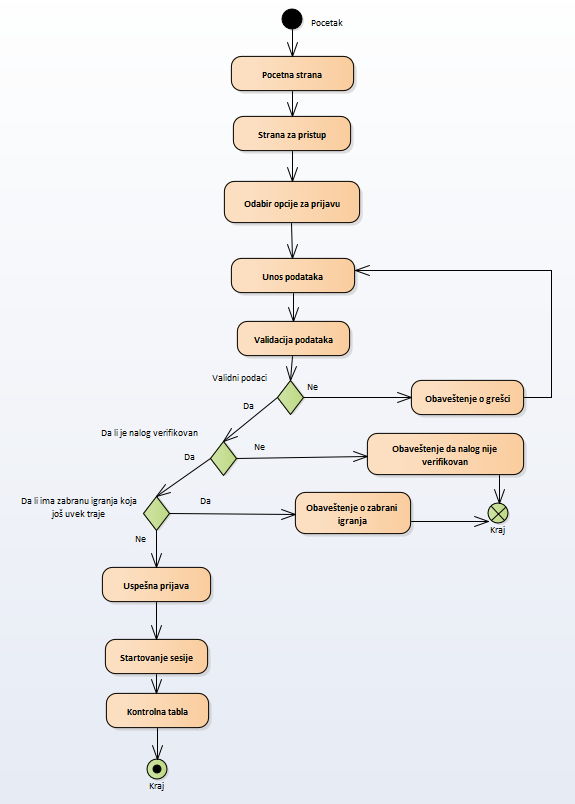 Pocetak
Pocetna strana
Strana za pristup
Odabir opcije za prijavu
Unos podataka
Validacija podataka
Validni podaci
Ne
Da
Obaveštenje o grešci
Da li je nalog verifikovan
Ne
Da
Obaveštenje da nalog nije
verifikovan
Da li ima zabranu igranja koja
još uvek traje
Da
Ne
Obaveštenje o zabrani
igranja
Kraj
Uspešna prijava
Startovanje sesije
Kontrolna tabla
Kraj